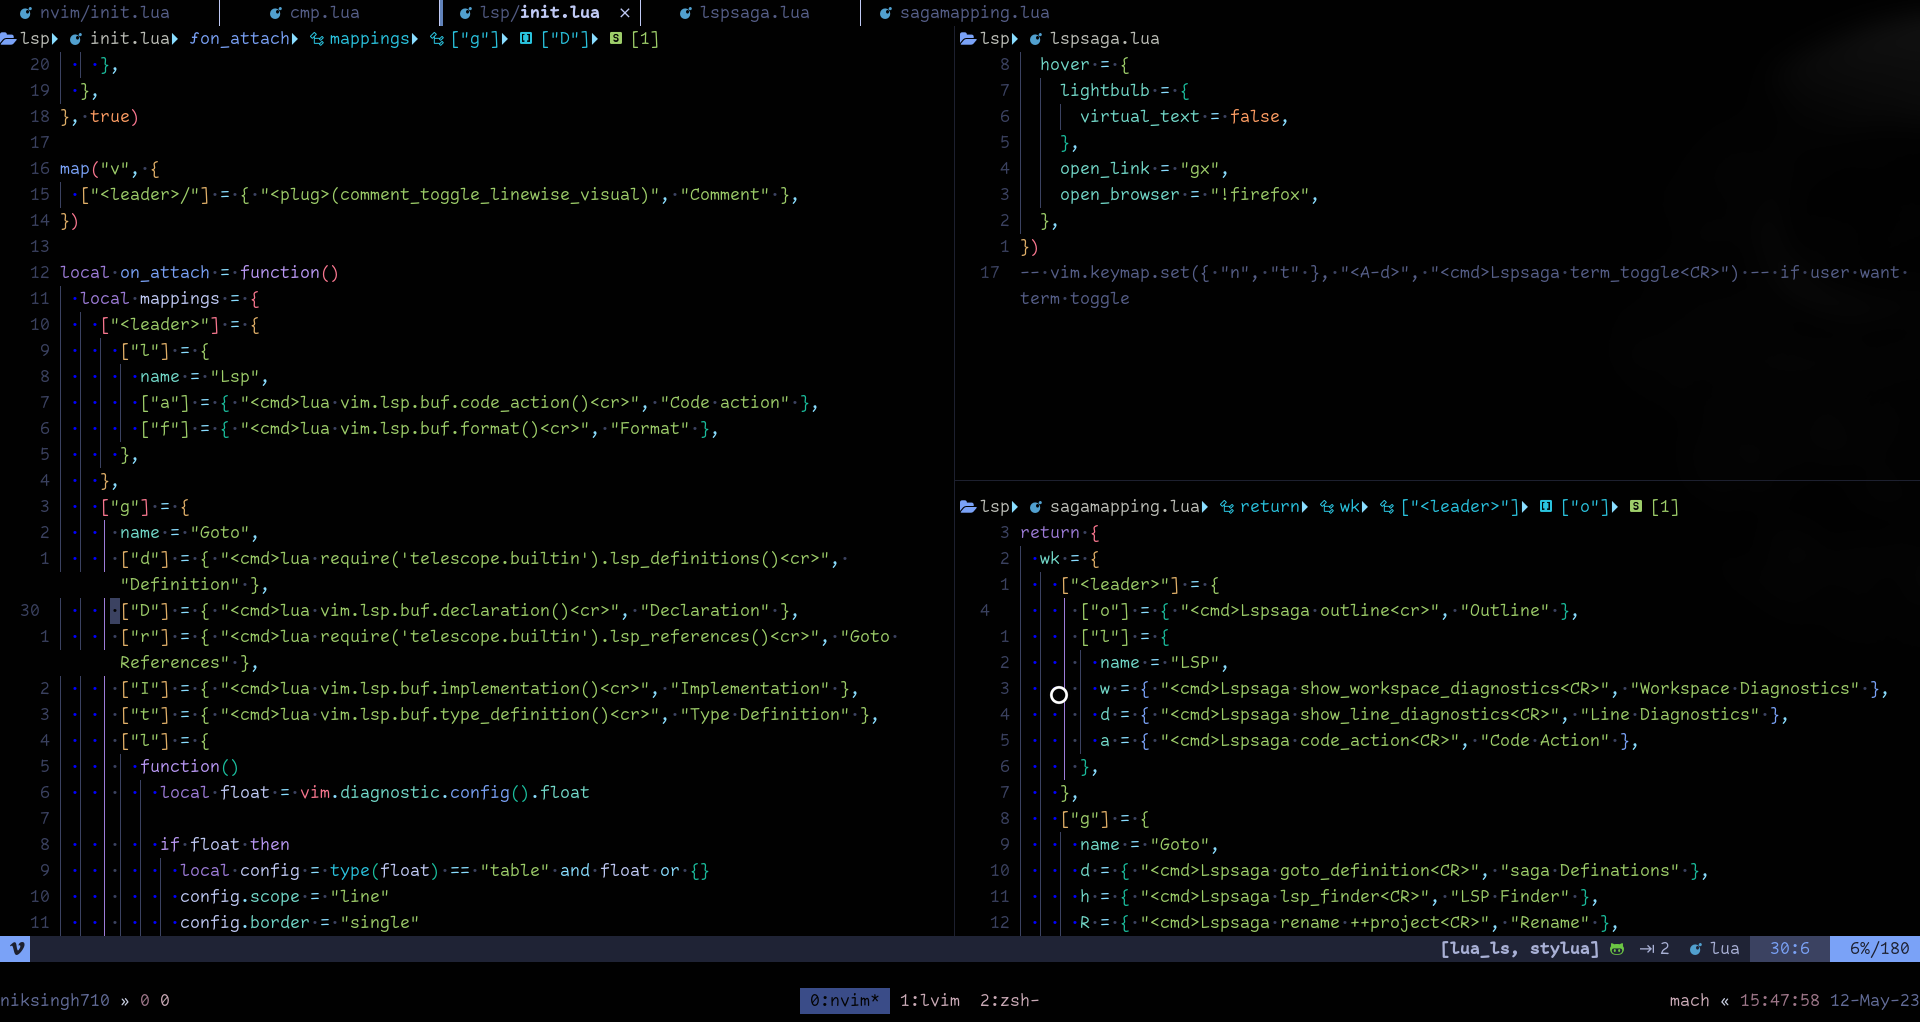 nvim/init.lua cmp.lua lsp/init.lua × lspsaga.lua sagamapping.lua
lsp init.lua on_attach mappings ["g"] ["D"] [1]
20 },
19 },
18 }, true)
17
16 map("v", {
15 ["<leader>/"] = { "<plug>(comment_toggle_linewise_visual)", "Comment" },
14 })
13
12 local on_attach = function()
11 local mappings = {
10 ["<leader>"] = {
9 ["l"] = {
8 name = "Lsp",
7 ["a"] = { "<cmd>lua vim.lsp.buf.code_action()<cr>", "Code action" },
6 ["f"] = { "<cmd>lua vim.lsp.buf.format()<cr>", "Format" },
5 },
4 },
3 ["g"] = {
2 name = "Goto",
1 ["d"] = { "<cmd>lua require('telescope.builtin').lsp_definitions()<cr>",
"Definition" },
30 ["D"] = { "<cmd>lua vim.lsp.buf.declaration()<cr>", "Declaration" },
1 ["r"] = { "<cmd>lua require('telescope.builtin').lsp_references()<cr>", "Goto
References" },
2 ["I"] = { "<cmd>lua vim.lsp.buf.implementation()<cr>", "Implementation" },
3 ["t"] = { "<cmd>lua vim.lsp.buf.type_definition()<cr>", "Type Definition" },
4 ["l"] = {
5 function()
6 local float = vim.diagnostic.config().float
7
8 if float then
9 local config = type(float) == "table" and float or {}
10 config.scope = "line"
11 config.border = "single"
lsp lspsaga.lua
8 hover = {
7 lightbulb = {
6 virtual_text = false,
5 },
4 open_link = "gx",
3 open_browser = "!firefox",
2 },
1 })
17 -- vim.keymap.set({ "n", "t" }, "<A-d>", "<cmd>Lspsaga term_toggle<CR>") -- if user want
term toggle
lsp sagamapping.lua return wk ["<leader>"] ["o"] [1]
3 return {
2 wk = {
1 ["<leader>"] = {
4 ["o"] = { "<cmd>Lspsaga outline<cr>", "Outline" },
1 ["l"] = {
2 name = "LSP",
3 w = { "<cmd>Lspsaga show_workspace_diagnostics<CR>", "Workspace Diagnostics" },
4 d = { "<cmd>Lspsaga show_line_diagnostics<CR>", "Line Diagnostics" },
5 a = { "<cmd>Lspsaga code_action<CR>", "Code Action" },
6 },
7 },
8 ["g"] = {
9 name = "Goto",
10 d = { "<cmd>Lspsaga goto_definition<CR>", "saga Definations" },
11 h = { "<cmd>Lspsaga lsp_finder<CR>", "LSP Finder" },
12 R = { "<cmd>Lspsaga rename ++project<CR>", "Rename" },
[lua_ls, stylua] 2 lua 30:6 6%/180
niksingh710 » 0 0 0:nvim* 1:lvim 2:zsh- mach « 15:47:58 12-May-23